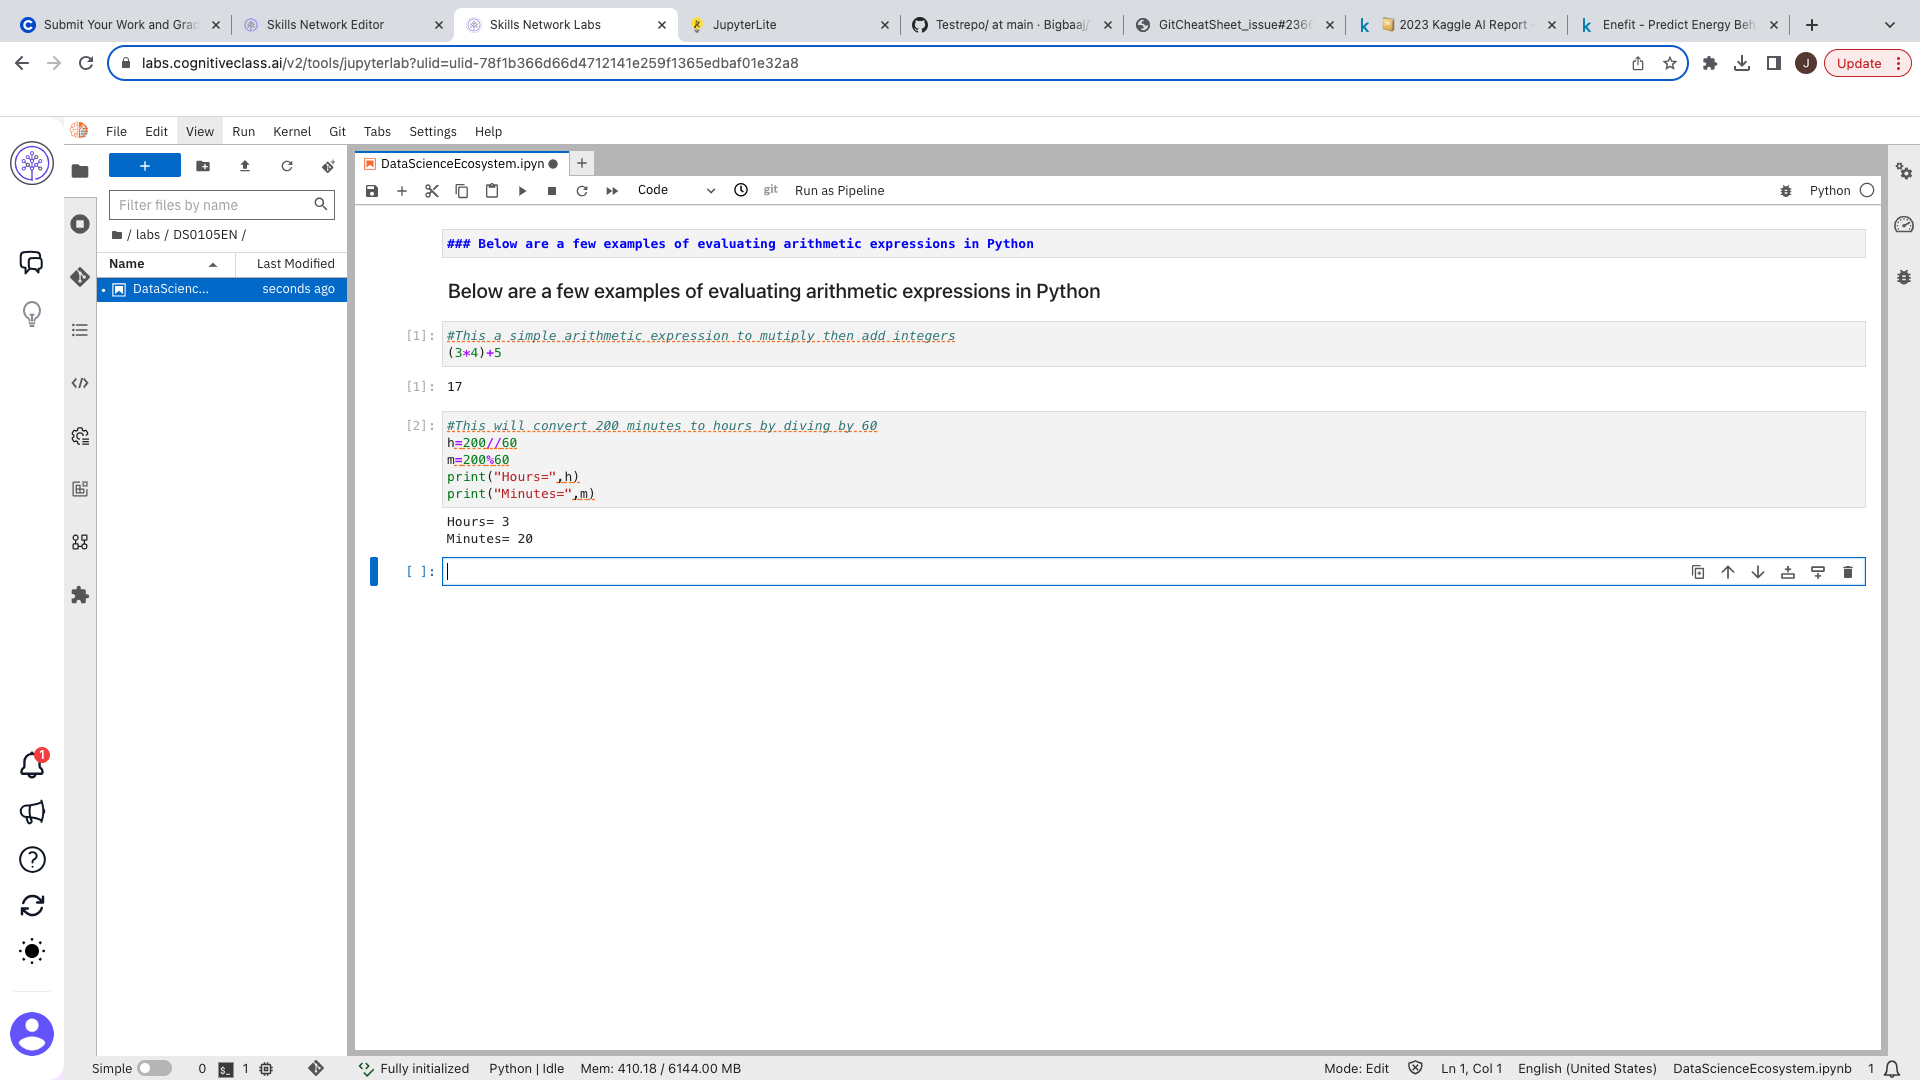 Submit Your Work and Grad
Skills Network Editor
Skills Network Labs
JupyterLite
Testrepo/ at main · Bigbaaj/
GitCheatSheet_issue#236
2023 Kaggle AI Report
Enefit - Predict Energy Beh
labs.cognitiveclass.ai/v2/tools/jupyterlab?ulid=ulid-78f1b366d66d4712141e259f1365edbaf01e32a8
J
Update
File Edit View Run Kernel Git Tabs Settings Help
DataScienceEcosystem.ipyn
Code
git
Run as Pipeline
Python
Filter files by name
/ labs / DS0105EN /
Name
Last Modified
DataScienc...
seconds ago
### Below are a few examples of evaluating arithmetic expressions in Python
Below are a few examples of evaluating arithmetic expressions in Python
[1]:
#This a simple arithmetic expression to mutiply then add integers
(3*4)+5
[1]: 17
[2]:
#This will convert 200 minutes to hours by diving by 60
h=200//60
m=200%60
print("Hours=",h)
print("Minutes=",m)
Hours= 3
Minutes= 20
[ ]:
1
Simple
0
$_
1
Fully initialized
Python | Idle
Mem: 410.18 / 6144.00 MB
Mode: Edit
Ln 1, Col 1
English (United States)
DataScienceEcosystem.ipynb
1